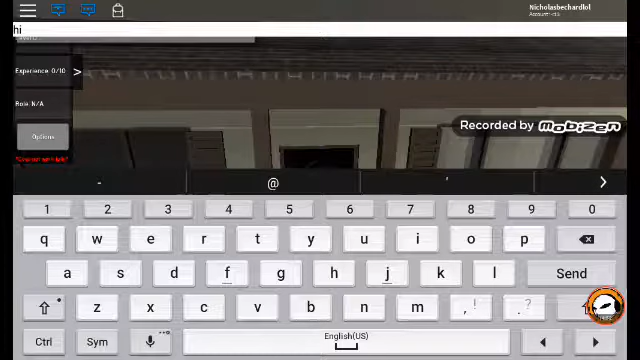 Nicholasbechardlol
hi
Experience: 0/10 >
Role: N/A
Options
Recorded by mobizen
- @ ' >
1 2 3 4 5 6 7 8 9 0
q w e r t y u i o p
a s d f g h j k l Send
z x c v b n m , ! . ?
Ctrl Sym English(US)